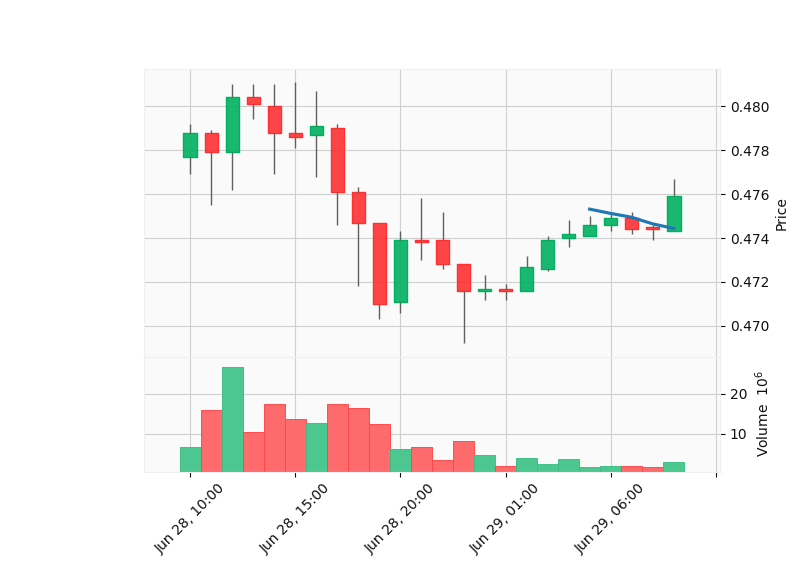 0.480
0.478
0.476
0.474
0.472
0.470
Price
20
10
Volume 10^6
Jun 28, 10:00
Jun 28, 15:00
Jun 28, 20:00
Jun 29, 01:00
Jun 29, 06:00